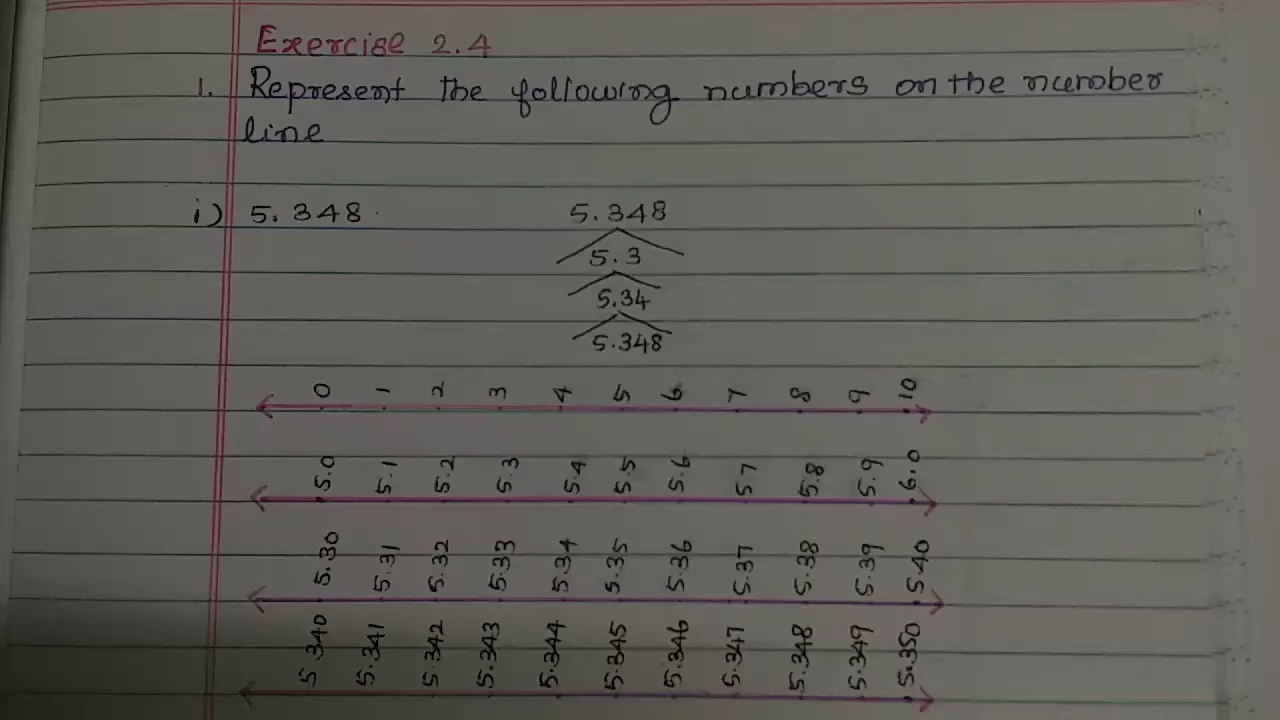 Exercise 2.4
1. Represent the following numbers on the number
line
i) 5.348. 5.348
5.3
5.34
5.348
0 1 2 3 4 5 6 7 8 9 10
5.0 5.1 5.2 5.3 5.4 5.5 5.6 5.7 5.8 5.9 6.0
5.30 5.31 5.32 5.33 5.34 5.35 5.36 5.37 5.38 5.39 5.40
5.340 5.341 5.342 5.343 5.344 5.345 5.346 5.347 5.348 5.349 5.350